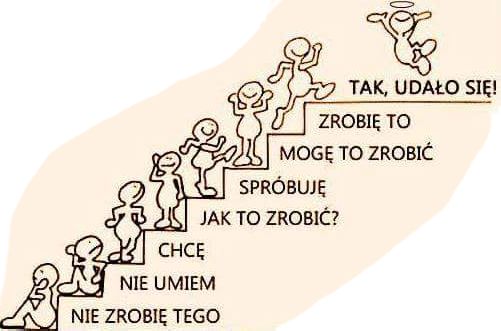 TAK, UDAŁO SIĘ!
ZROBIĘ TO
MOGĘ TO ZROBIĆ
SPRÓBUJĘ
JAK TO ZROBIĆ?
CHCĘ
NIE UMIEM
NIE ZROBIĘ TEGO